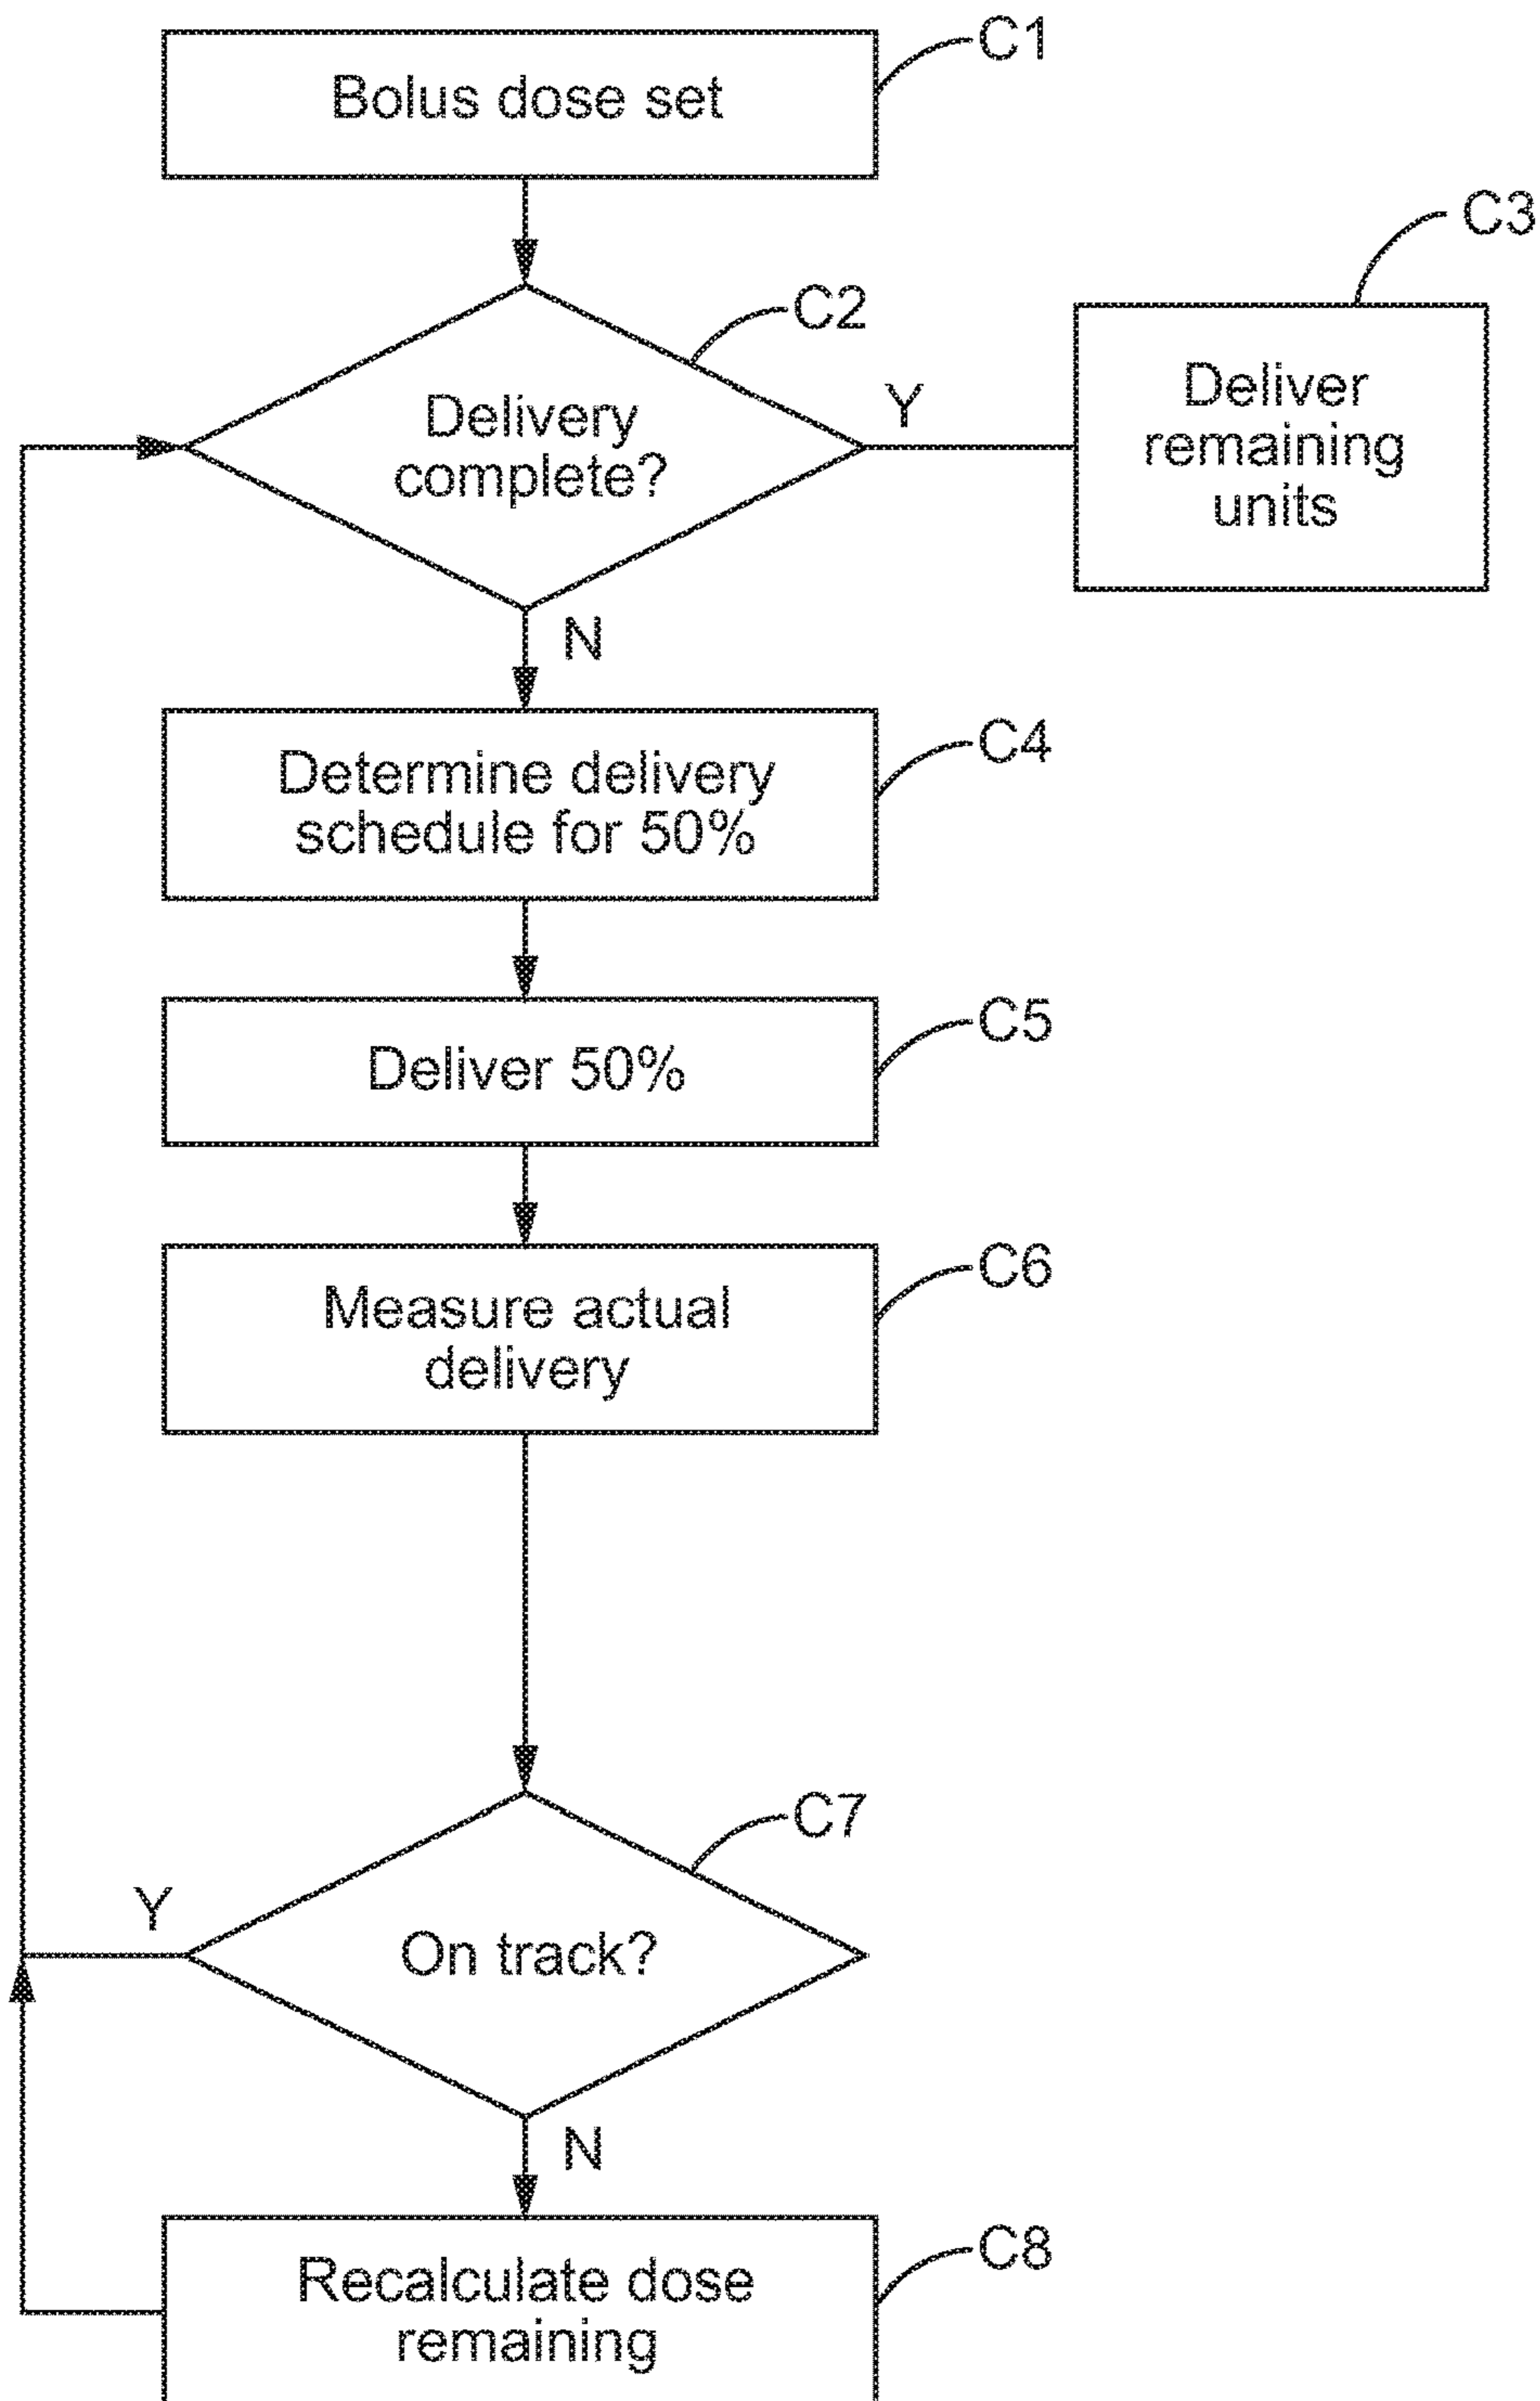 Bolus dose set
C1
Delivery
complete?
C2
Y
Deliver
remaining
units
C3
N
Determine delivery
schedule for 50%
C4
Deliver 50%
C5
Measure actual
delivery
C6
On track?
C7
Y
N
Recalculate dose
remaining
C8